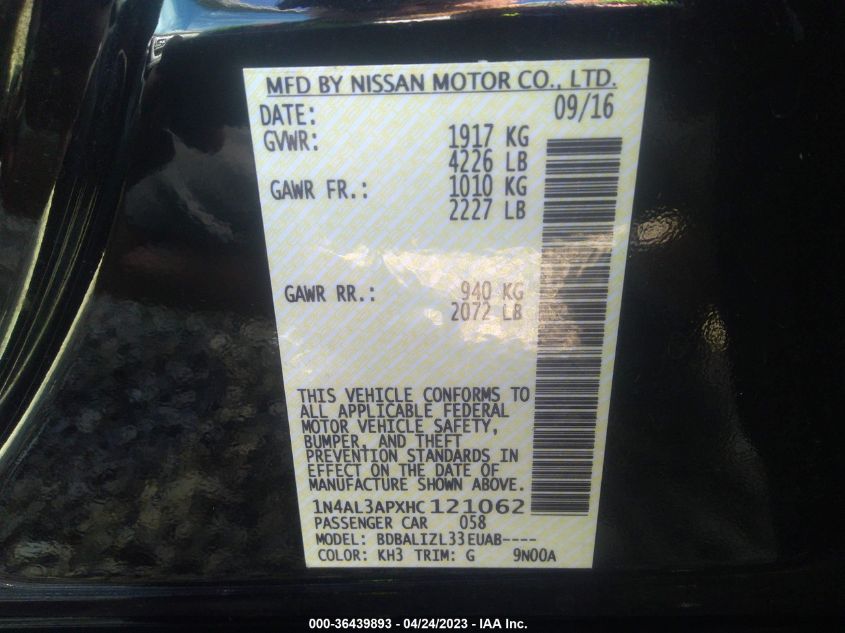 MFD BY NISSAN MOTOR CO., LTD.
DATE: 09/16
GVWR: 1917 KG
4226 LB
GAWR FR.: 1010 KG
2227 LB
GAWR RR.: 940 KG
2072 LB
THIS VEHICLE CONFORMS TO
ALL APPLICABLE FEDERAL
MOTOR VEHICLE SAFETY,
BUMPER, AND THEFT
PREVENTION STANDARDS IN
EFFECT ON THE DATE OF
MANUFACTURE SHOWN ABOVE.
1N4AL3APXHC121062
PASSENGER CAR 058
MODEL: BDBALIZL33EUAB----
COLOR: KH3 TRIM: G 9N00A
000-36439893 - 04/24/2023 - IAA Inc.